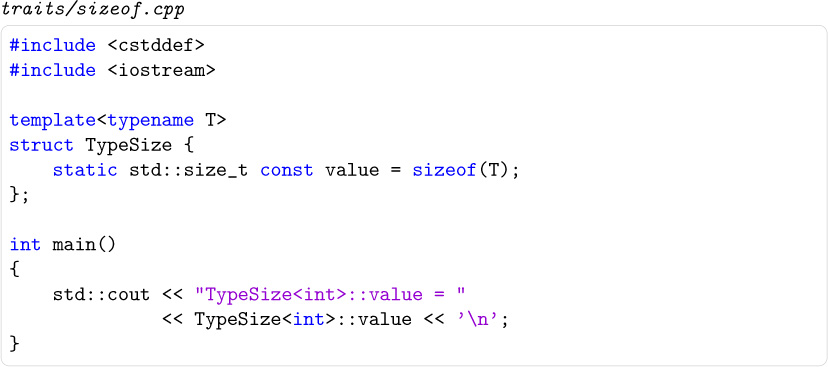 traits/sizeof.cpp
#include <cstddef>
#include <iostream>

template<typename T>
struct TypeSize {
    static std::size_t const value = sizeof(T);
};

int main()
{
    std::cout << "TypeSize<int>::value = "
              << TypeSize<int>::value << ’\n’;
}